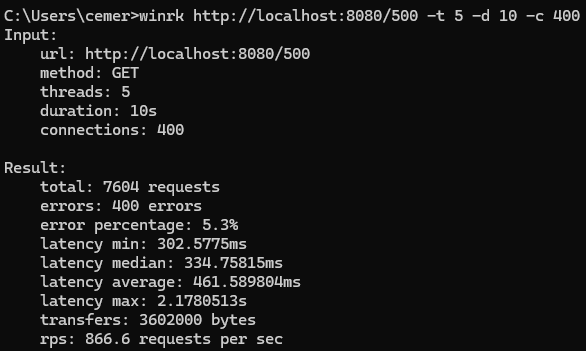 C:\Users\cemer>winrk http://localhost:8080/500 -t 5 -d 10 -c 400
Input:
    url: http://localhost:8080/500
    method: GET
    threads: 5
    duration: 10s
    connections: 400

Result:
    total: 7604 requests
    errors: 400 errors
    error percentage: 5.3%
    latency min: 302.5775ms
    latency median: 334.75815ms
    latency average: 461.589804ms
    latency max: 2.1780513s
    transfers: 3602000 bytes
    rps: 866.6 requests per sec